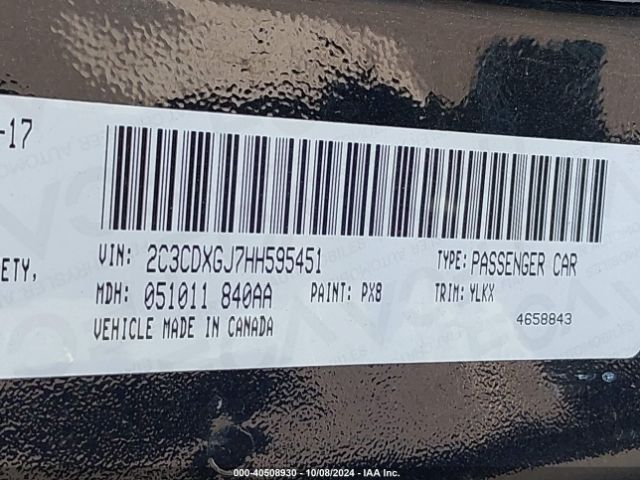 -17
ETY,
VIN: 2C3CDXGJ7HH595451 TYPE: PASSENGER CAR
MDH: 051011 840AA PAINT: PX8 TRIM: YLKX
VEHICLE MADE IN CANADA 4658843
000-40508930 - 10/08/2024 - IAA Inc.